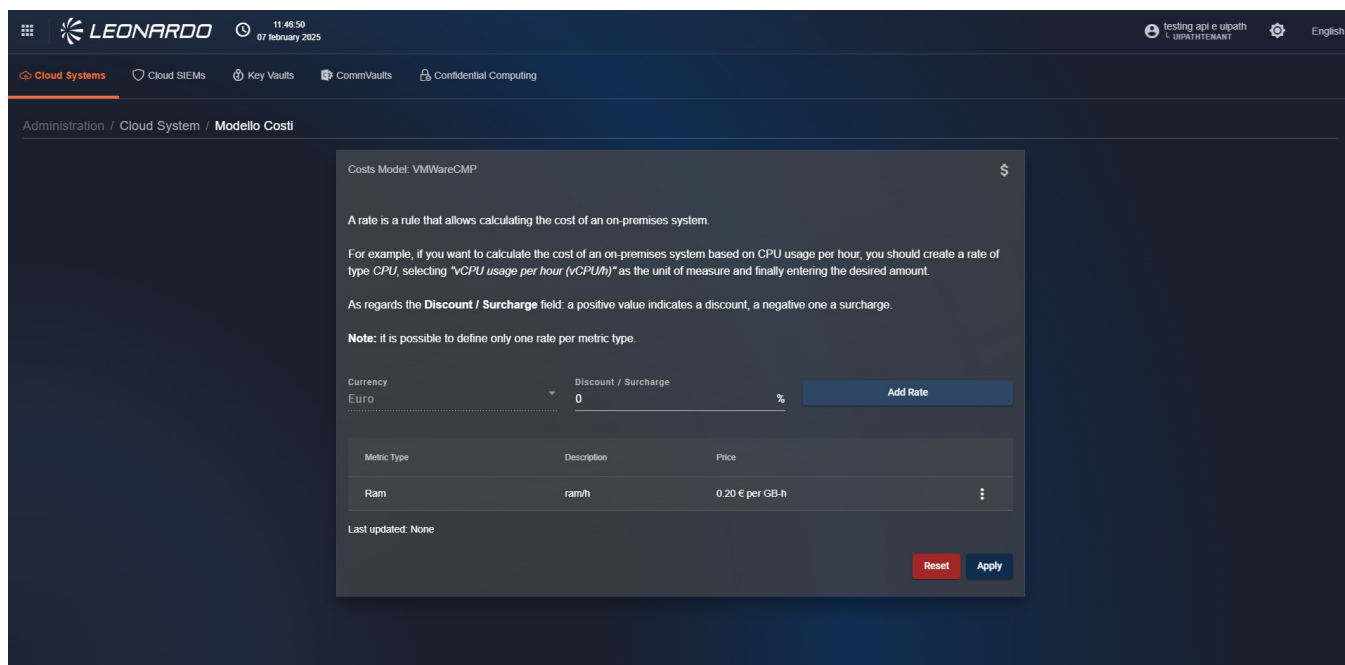 LEONARDO
11:46:50
07 february 2025
testing api e uipath
UIPATHTENANT
English
Cloud Systems
Cloud SIEMs
Key Vaults
CommVaults
Confidential Computing
Administration / Cloud System / Modello Costi
Costs Model: VMWareCMP
$
A rate is a rule that allows calculating the cost of an on-premises system.
For example, if you want to calculate the cost of an on-premises system based on CPU usage per hour, you should create a rate of
type CPU, selecting "vCPU usage per hour (vCPU/h)" as the unit of measure and finally entering the desired amount.
As regards the Discount / Surcharge field: a positive value indicates a discount, a negative one a surcharge.
Note: it is possible to define only one rate per metric type.
Currency
Euro
Discount / Surcharge
0 %
Add Rate
Metric Type Description Price
Ram ram/h 0.20 € per GB-h
Last updated: None
Reset Apply